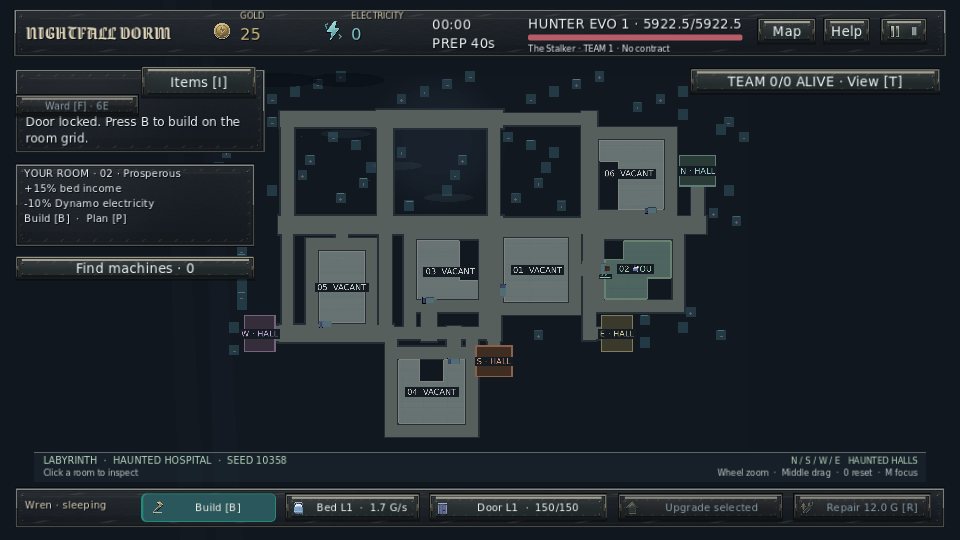 NIGHTFALL DORM
GOLD
25
ELECTRICITY
0
00:00
PREP 40s
HUNTER EVO 1 · 5922.5/5922.5
The Stalker · TEAM 1 · No contract
Map
Help
Items [I]
Ward [F] · 6E
Door locked. Press B to build on the
room grid.
TEAM 0/0 ALIVE · View [T]
YOUR ROOM · 02 · Prosperous
+15% bed income
-10% Dynamo electricity
Build [B] · Plan [P]
Find machines · 0
06 VACANT
N · HALL
05 VACANT
03 VACANT
01 VACANT
02 YOU
W · HALL
E · HALL
S · HALL
04 VACANT
LABYRINTH · HAUNTED HOSPITAL · SEED 10358
Click a room to inspect
N / S / W / E HAUNTED HALLS
Wheel zoom · Middle drag · 0 reset · M focus
Wren · sleeping
Build [B]
Bed L1 · 1.7 G/s
Door L1 · 150/150
Upgrade selected
Repair 12.0 G [R]